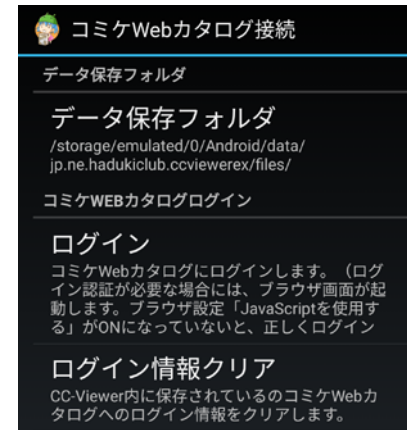 コミケWebカタログ接続
データ保存フォルダ
データ保存フォルダ
/storage/emulated/0/Android/data/
jp.ne.hadukiclub.ccviewerex/files/
コミケWEBカタログログイン
ログイン
コミケWebカタログにログインします。（ログ
イン認証が必要な場合には、ブラウザ画面が起
動します。ブラウザ設定「JavaScriptを使用す
る」がONになっていないと、正しくログイン
ログイン情報クリア
CC-Viewer内に保存されているのコミケWebカ
タログへのログイン情報をクリアします。